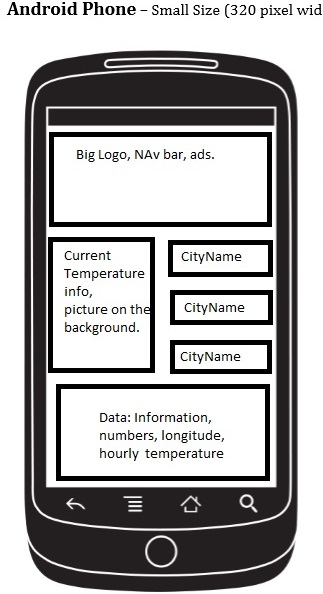 Android Phone – Small Size (320 pixel wid
Big Logo, NAv bar, ads.
Current
Temperature
info,
picture on the
background.
CityName
CityName
CityName
Data: Information,
numbers, longitude,
hourly temperature